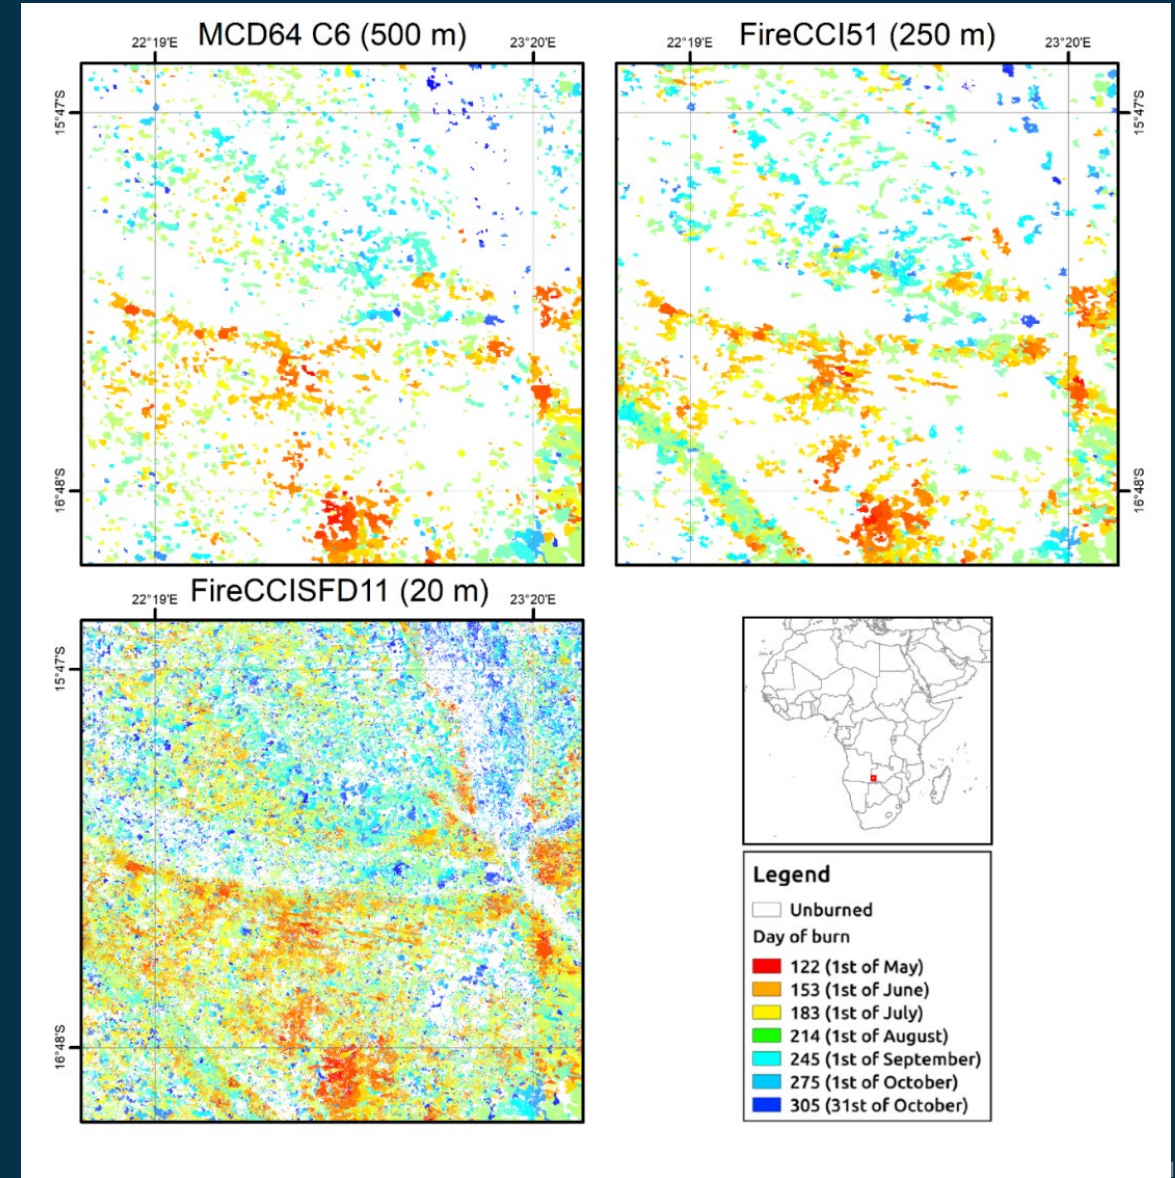 MCD64 C6 (500 m)
22°19'E
23°20'E
15°47'S
16°48'S
FireCCI51 (250 m)
22°19'E
23°20'E
15°47'S
16°48'S
FireCCISFD11 (20 m)
22°19'E
23°20'E
15°47'S
16°48'S
Legend
Unburned
Day of burn
122 (1st of May)
153 (1st of June)
183 (1st of July)
214 (1st of August)
245 (1st of September)
275 (1st of October)
305 (31st of October)